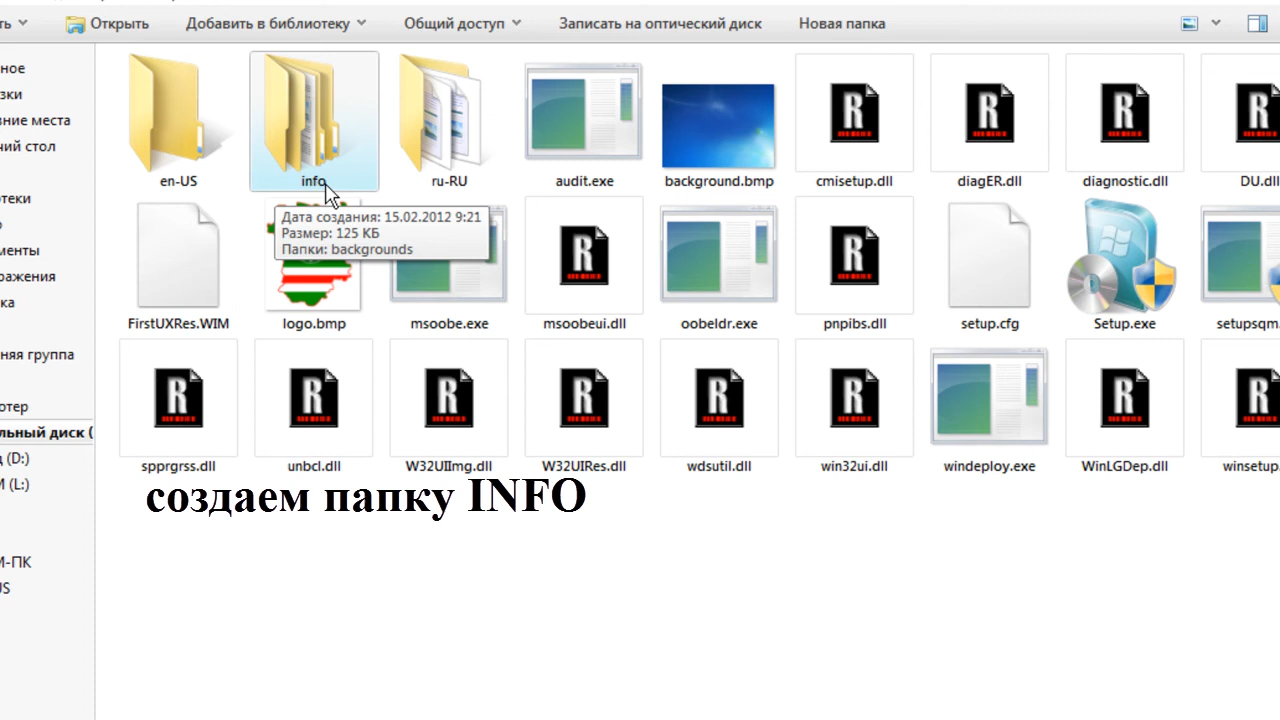 ть Открыть Добавить в библиотеку Общий доступ Записать на оптический диск Новая папка
ное
зки
вние места
чий стол
отеки
о
менты
ражения
ка
няя группа
отер
льный диск (
д (D:)
M (L:)
М-ПК
US
en-US info ru-RU audit.exe background.bmp cmisetup.dll diagER.dll diagnostic.dll DU.dll
Дата создания: 15.02.2012 9:21
Размер: 125 КБ
Папки: backgrounds
FirstUXRes.WIM logo.bmp msoobe.exe msoobeui.dll oobeldr.exe pnpibs.dll setup.cfg Setup.exe setupsqm.
spprgrss.dll unbcl.dll W32UIImg.dll W32UIRes.dll wdsutil.dll win32ui.dll windeploy.exe WinLGDep.dll winsetup.
создаем папку INFO